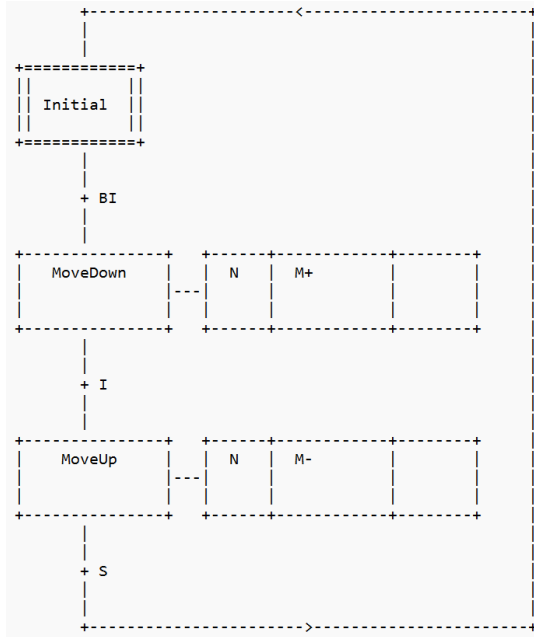 Initial
+ BI
MoveDown N M+
+ I
MoveUp N M-
+ S